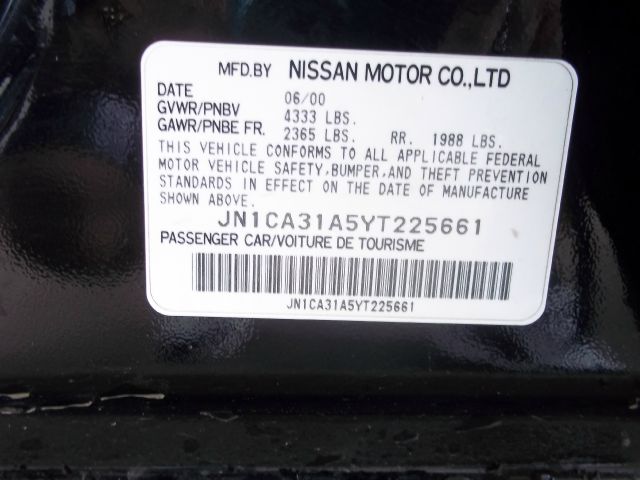 MFD.BY NISSAN MOTOR CO.,LTD
DATE 06/00
GVWR/PNBV 4333 LBS.
GAWR/PNBE FR. 2365 LBS. RR. 1988 LBS.
THIS VEHICLE CONFORMS TO ALL APPLICABLE FEDERAL
MOTOR VEHICLE SAFETY,BUMPER,AND THEFT PREVENTION
STANDARDS IN EFFECT ON THE DATE OF MANUFACTURE
SHOWN ABOVE.
JN1CA31A5YT225661
PASSENGER CAR/VOITURE DE TOURISME
JN1CA31A5YT225661